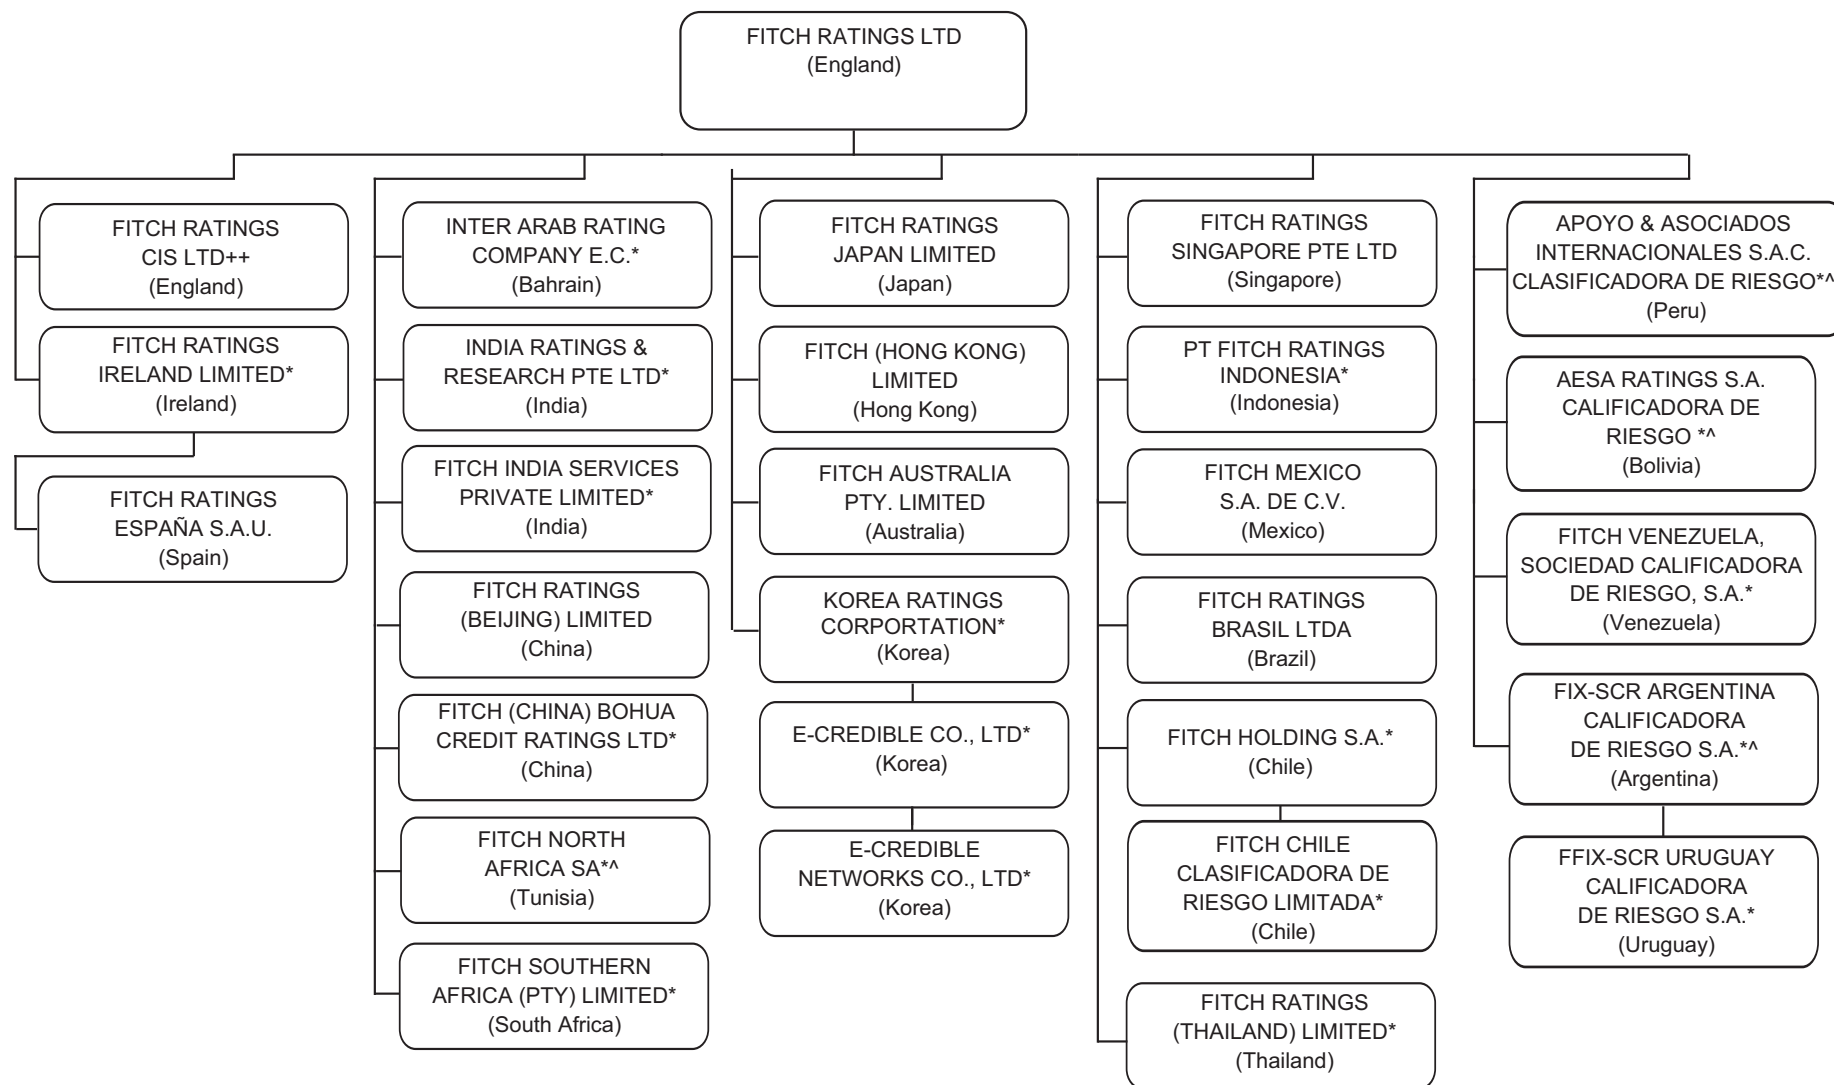 FITCH RATINGS LTD
(England)
FITCH RATINGS
CIS LTD++
(England)
FITCH RATINGS
IRELAND LIMITED*
(Ireland)
FITCH RATINGS
ESPAÑA S.A.U.
(Spain)
INTER ARAB RATING
COMPANY E.C.*
(Bahrain)
INDIA RATINGS &
RESEARCH PTE LTD*
(India)
FITCH INDIA SERVICES
PRIVATE LIMITED*
(India)
FITCH RATINGS
(BEIJING) LIMITED
(China)
FITCH (CHINA) BOHUA
CREDIT RATINGS LTD*
(China)
FITCH NORTH
AFRICA SA*^
(Tunisia)
FITCH SOUTHERN
AFRICA (PTY) LIMITED*
(South Africa)
FITCH RATINGS
JAPAN LIMITED
(Japan)
FITCH (HONG KONG)
LIMITED
(Hong Kong)
FITCH AUSTRALIA
PTY. LIMITED
(Australia)
KOREA RATINGS
CORPORTATION*
(Korea)
E-CREDIBLE CO., LTD*
(Korea)
E-CREDIBLE
NETWORKS CO., LTD*
(Korea)
FITCH RATINGS
SINGAPORE PTE LTD
(Singapore)
PT FITCH RATINGS
INDONESIA*
(Indonesia)
FITCH MEXICO
S.A. DE C.V.
(Mexico)
FITCH RATINGS
BRASIL LTDA
(Brazil)
FITCH HOLDING S.A.*
(Chile)
FITCH CHILE
CLASIFICADORA DE
RIESGO LIMITADA*
(Chile)
FITCH RATINGS
(THAILAND) LIMITED*
(Thailand)
APOYO & ASOCIADOS
INTERNACIONALES S.A.C.
CLASIFICADORA DE RIESGO*^
(Peru)
AESA RATINGS S.A.
CALIFICADORA DE
RIESGO *^
(Bolivia)
FITCH VENEZUELA,
SOCIEDAD CALIFICADORA
DE RIESGO, S.A.*
(Venezuela)
FIX-SCR ARGENTINA
CALIFICADORA
DE RIESGO S.A.*^
(Argentina)
FFIX-SCR URUGUAY
CALIFICADORA
DE RIESGO S.A.*
(Uruguay)